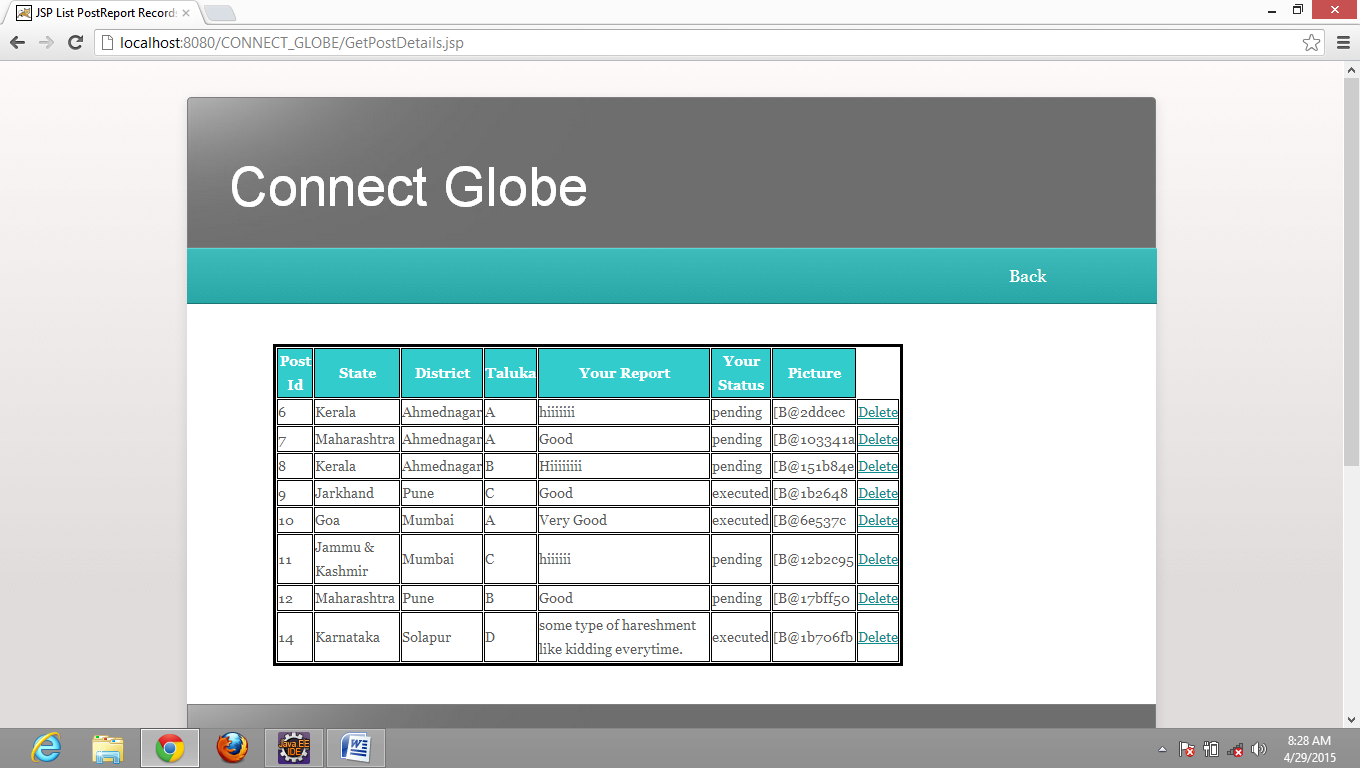 JSP List PostReport Records
localhost:8080/CONNECT_GLOBE/GetPostDetails.jsp
Connect Globe
Back
Post Id State District Taluka Your Report Your Status Picture
6 Kerala Ahmednagar A hiiiiiii pending [B@2ddcec Delete
7 Maharashtra Ahmednagar A Good pending [B@103341a Delete
8 Kerala Ahmednagar B Hiiiiiiii pending [B@151b84e Delete
9 Jarkhand Pune C Good executed [B@1b2648 Delete
10 Goa Mumbai A Very Good executed [B@6e537c Delete
11 Jammu & Kashmir Mumbai C hiiiiii pending [B@12b2c95 Delete
12 Maharashtra Pune B Good pending [B@17bff50 Delete
14 Karnataka Solapur D some type of hareshment like kidding everytime. executed [B@1b706fb Delete
Java EE
IDE
8:28 AM
4/29/2015